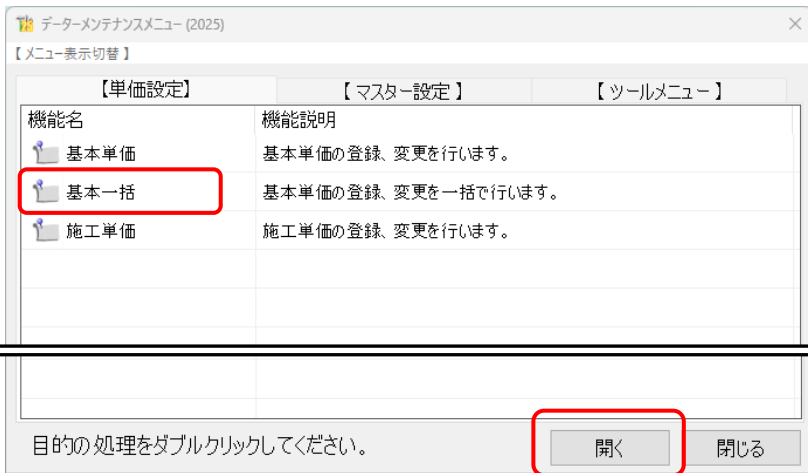 データーメンテナンスメニュー (2025)
【 メニュー表示切替 】
【単価設定】 【 マスター設定 】 【 ツールメニュー 】
機能名 機能説明
基本単価 基本単価の登録、変更を行います。
基本一括 基本単価の登録、変更を一括で行います。
施工単価 施工単価の登録、変更を行います。
目的の処理をダブルクリックしてください。 開く 閉じる